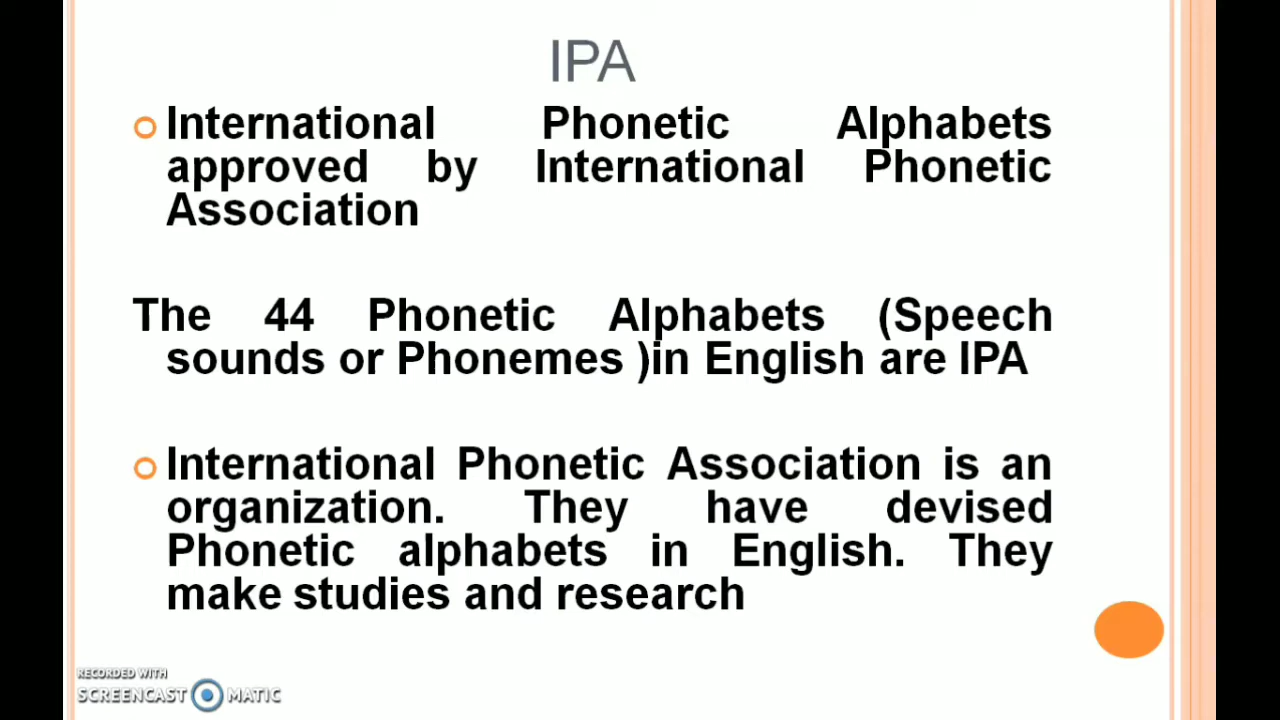 IPA
International Phonetic Alphabets
approved by International Phonetic
Association
The 44 Phonetic Alphabets (Speech
sounds or Phonemes )in English are IPA
International Phonetic Association is an
organization. They have devised
Phonetic alphabets in English. They
make studies and research
RECORDED WITH
SCREENCAST MATIC